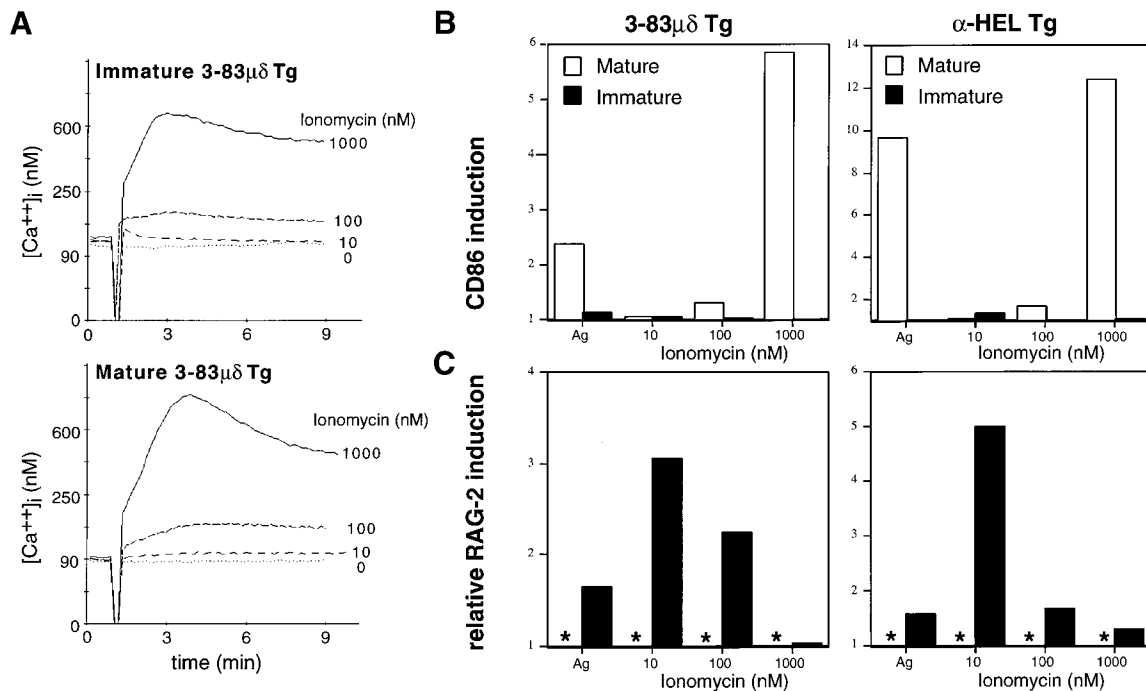 A
Immature 3-83μδ Tg
Ionomycin (nM)
1000
100
10
0
600
250
90
0
[Ca++]i (nM)
0 3 6 9
Mature 3-83μδ Tg
Ionomycin (nM)
1000
100
10
0
600
250
90
0
[Ca++]i (nM)
0 3 6 9
time (min)
B
3-83μδ Tg
α-HEL Tg
CD86 induction
6
5
4
3
2
1
Mature
Immature
Ag 10 100 1000
Ionomycin (nM)
14
12
10
8
6
4
2
Mature
Immature
Ag 10 100 1000
Ionomycin (nM)
C
relative RAG-2 induction
4
3
2
1
* * * *
Ag 10 100 1000
Ionomycin (nM)
6
5
4
3
2
1
* * * *
Ag 10 100 1000
Ionomycin (nM)